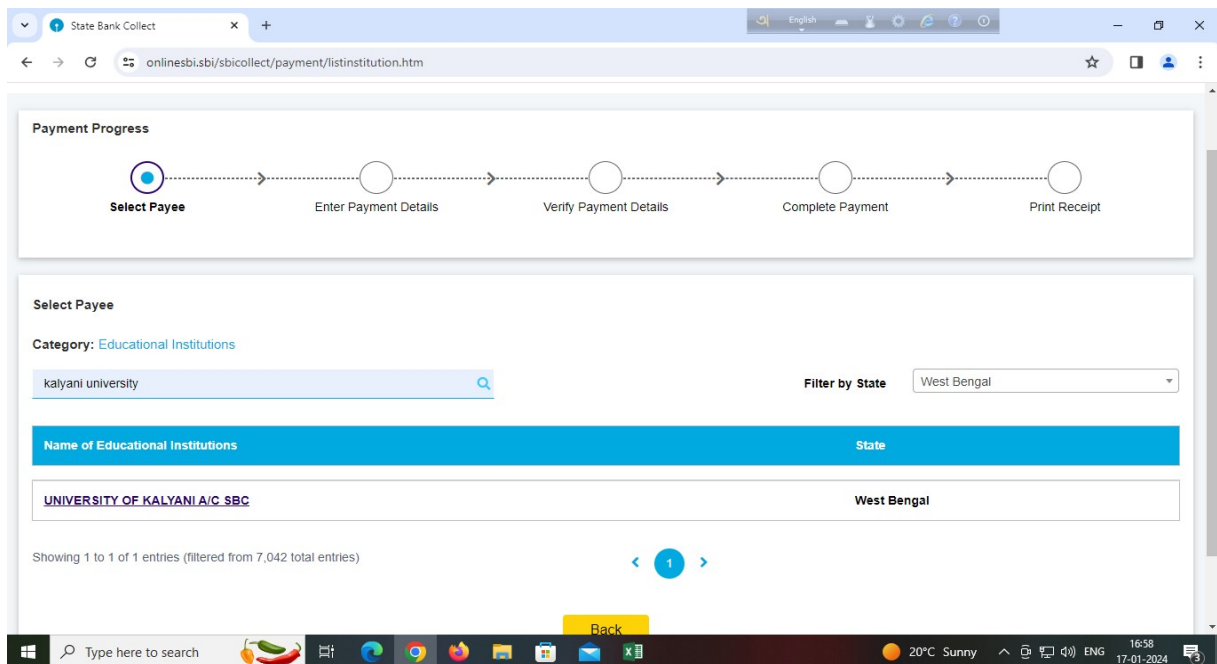 State Bank Collect
অ English
onlinesbi.sbi/sbicollect/payment/listinstitution.htm
Payment Progress
Select Payee Enter Payment Details Verify Payment Details Complete Payment Print Receipt
Select Payee
Category: Educational Institutions
kalyani university Filter by State West Bengal
Name of Educational Institutions State
UNIVERSITY OF KALYANI A/C SBC West Bengal
Showing 1 to 1 of 1 entries (filtered from 7,042 total entries) 1
Back
Type here to search 20°C Sunny ENG 16:58
17-01-2024 3